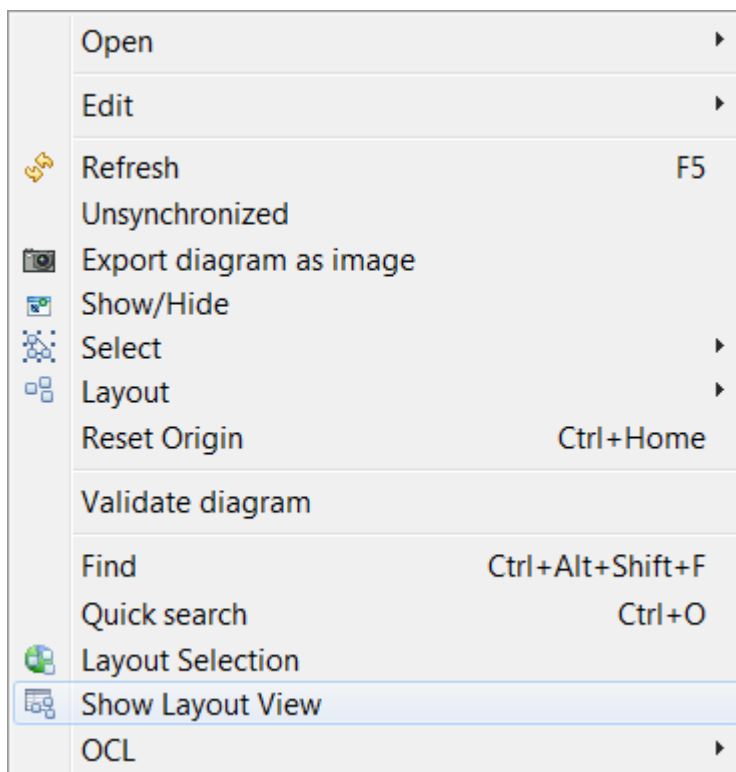 Open
Edit
Refresh F5
Unsynchronized
Export diagram as image
Show/Hide
Select
Layout
Reset Origin Ctrl+Home
Validate diagram
Find Ctrl+Alt+Shift+F
Quick search Ctrl+O
Layout Selection
Show Layout View
OCL